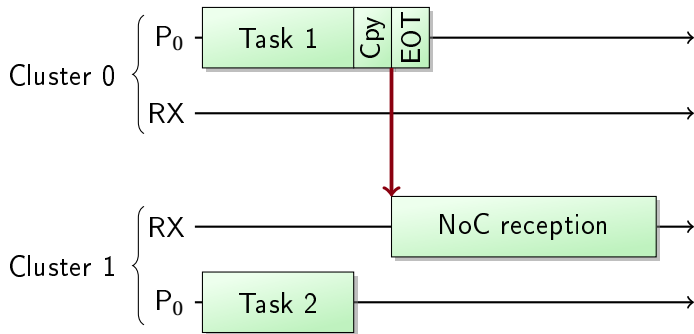 P₀ Task 1 Cpy EOT
Cluster 0
RX
RX NoC reception
Cluster 1
P₀ Task 2